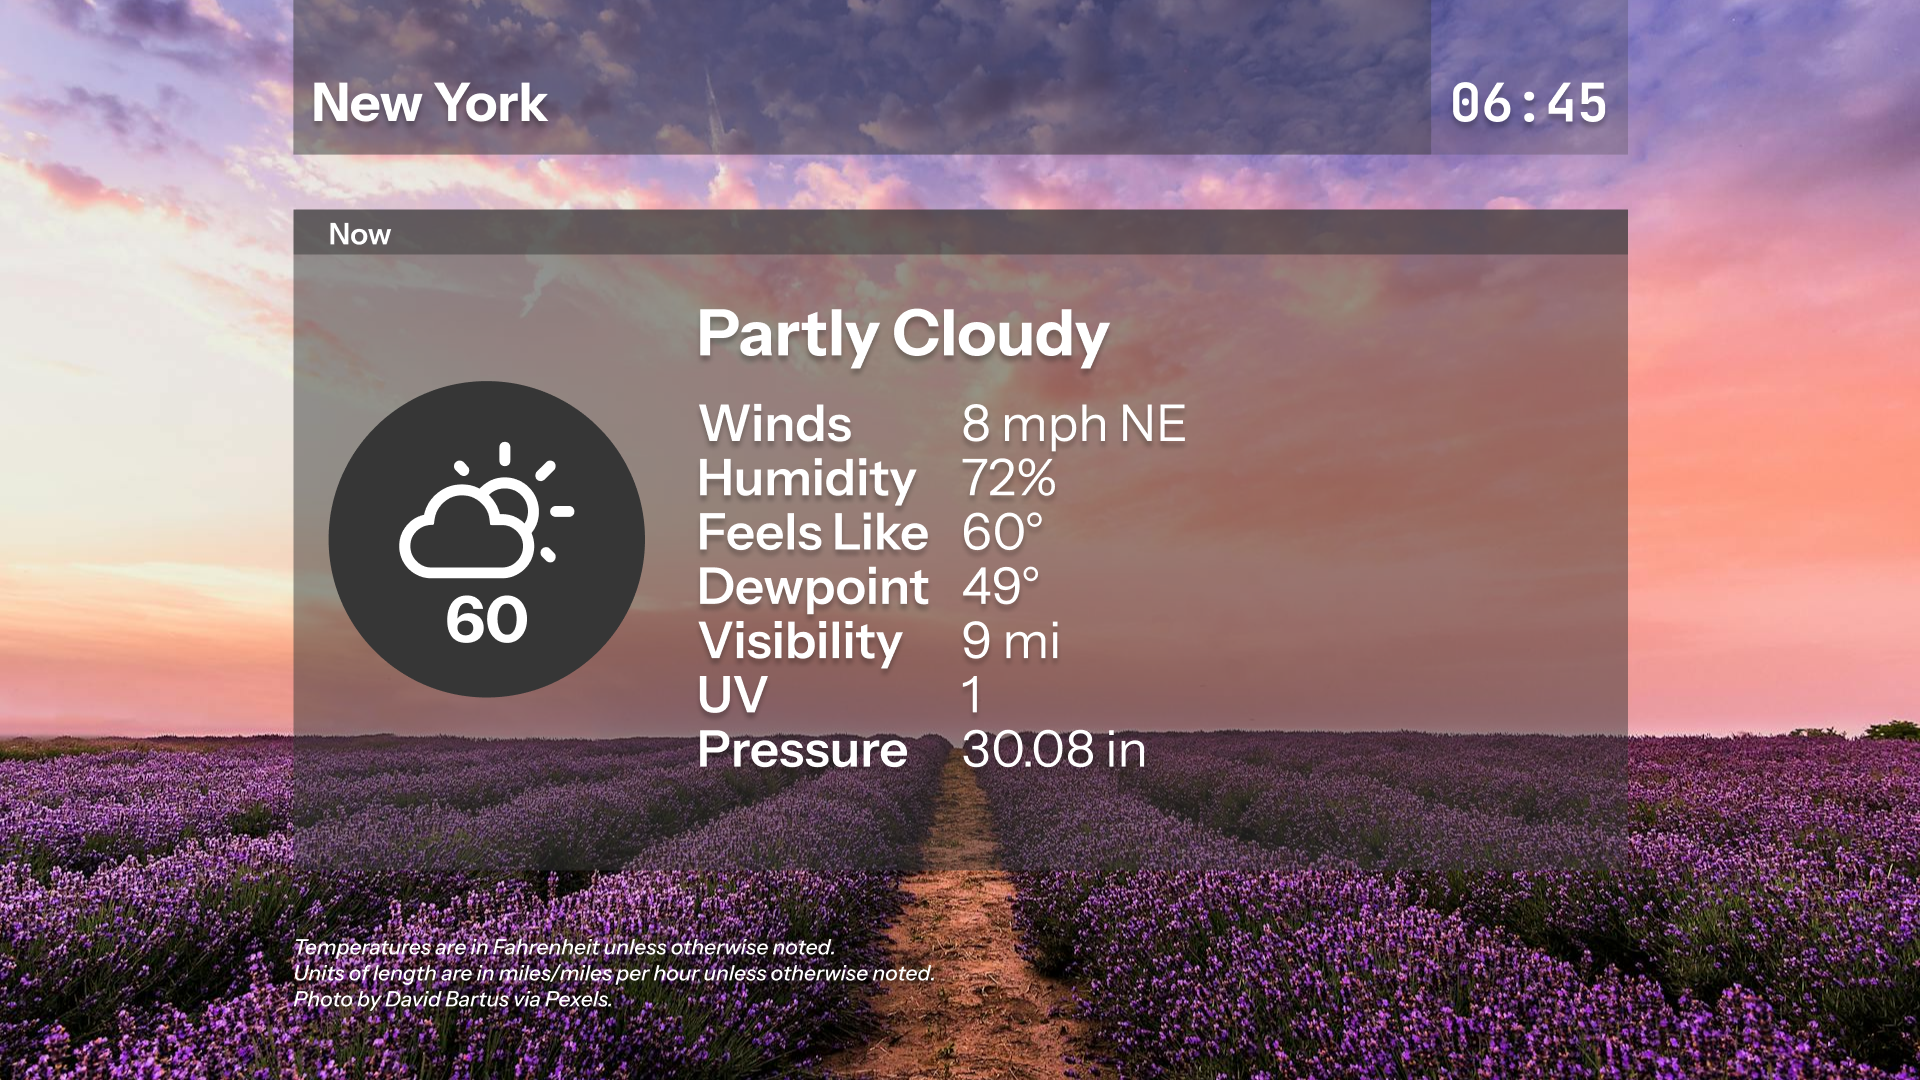 New York
06:45
Now
Partly Cloudy
Winds 8 mph NE
Humidity 72%
Feels Like 60°
Dewpoint 49°
Visibility 9 mi
UV 1
Pressure 30.08 in
60
Temperatures are in Fahrenheit unless otherwise noted.
Units of length are in miles/miles per hour unless otherwise noted.
Photo by David Bartus via Pexels.